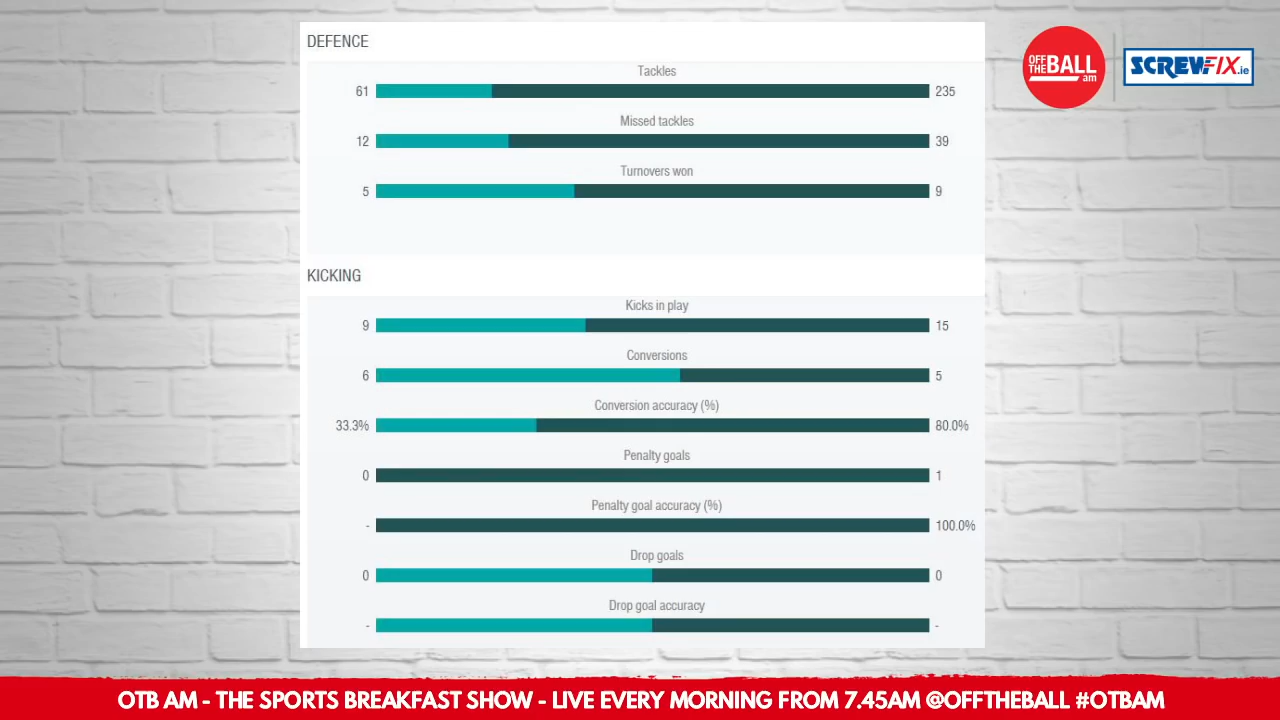 DEFENCE
Tackles
61 235
Missed tackles
12 39
Turnovers won
5 9
KICKING
Kicks in play
9 15
Conversions
6 5
Conversion accuracy (%)
33.3% 80.0%
Penalty goals
0 1
Penalty goal accuracy (%)
- 100.0%
Drop goals
0 0
Drop goal accuracy
- -
OFF
THE BALL
am
SCREWFIX.ie
OTB AM - THE SPORTS BREAKFAST SHOW - LIVE EVERY MORNING FROM 7.45AM @OFFTHEBALL #OTBAM